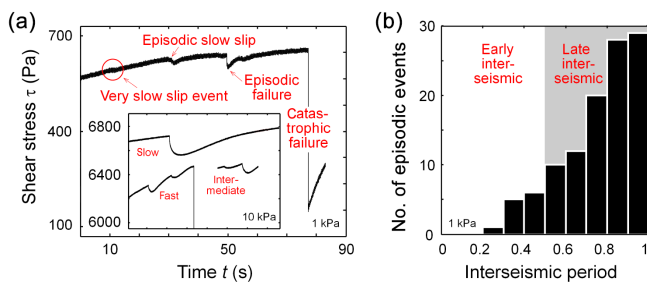 (a)
700
Episodic slow slip
Episodic
failure
Very slow slip event
Catas-
trophic
failure
400
100
Shear stress τ (Pa)
6800
6400
6000
Slow
Fast
Inter-
mediate
10 kPa
1 kPa
10 50 90
Time t (s)
(b)
30
20
10
0
No. of episodic events
Early
inter-
seismic
Late
inter-
seismic
1 kPa
0 0.2 0.4 0.6 0.8 1
Interseismic period